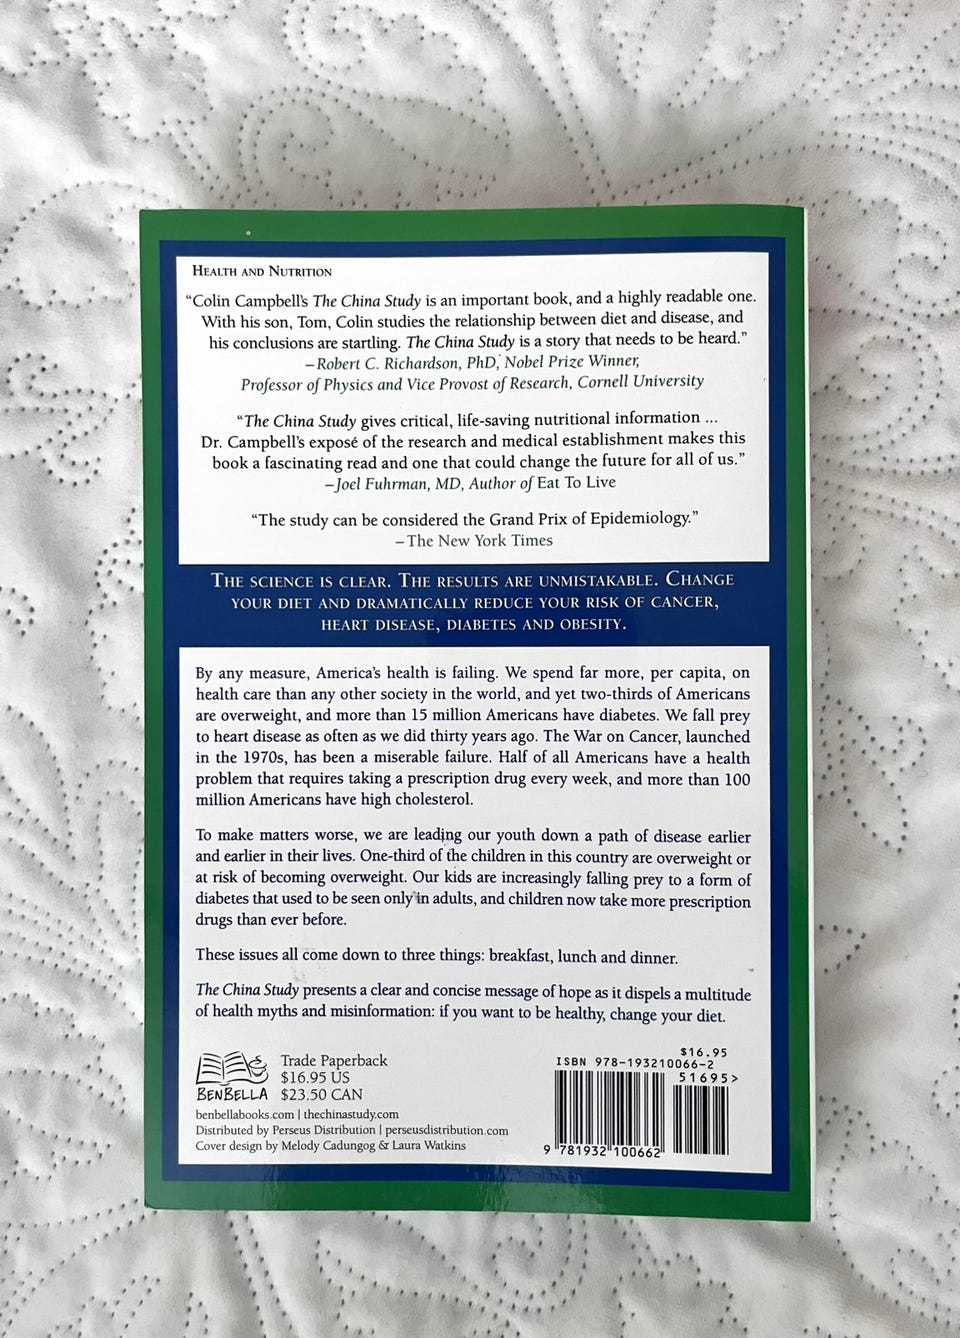 HEALTH AND NUTRITION
“Colin Campbell's The China Study is an important book, and a highly readable one.
With his son, Tom, Colin studies the relationship between diet and disease, and
his conclusions are startling. The China Study is a story that needs to be heard.”
–Robert C. Richardson, PhD, Nobel Prize Winner,
Professor of Physics and Vice Provost of Research, Cornell University
“The China Study gives critical, life-saving nutritional information ...
Dr. Campbell's exposé of the research and medical establishment makes this
book a fascinating read and one that could change the future for all of us.”
–Joel Fuhrman, MD, Author of Eat To Live
“The study can be considered the Grand Prix of Epidemiology.”
–The New York Times
THE SCIENCE IS CLEAR. THE RESULTS ARE UNMISTAKABLE. CHANGE
YOUR DIET AND DRAMATICALLY REDUCE YOUR RISK OF CANCER,
HEART DISEASE, DIABETES AND OBESITY.
By any measure, America's health is failing. We spend far more, per capita, on
health care than any other society in the world, and yet two-thirds of Americans
are overweight, and more than 15 million Americans have diabetes. We fall prey
to heart disease as often as we did thirty years ago. The War on Cancer, launched
in the 1970s, has been a miserable failure. Half of all Americans have a health
problem that requires taking a prescription drug every week, and more than 100
million Americans have high cholesterol.
To make matters worse, we are leading our youth down a path of disease earlier
and earlier in their lives. One-third of the children in this country are overweight or
at risk of becoming overweight. Our kids are increasingly falling prey to a form of
diabetes that used to be seen only in adults, and children now take more prescription
drugs than ever before.
These issues all come down to three things: breakfast, lunch and dinner.
The China Study presents a clear and concise message of hope as it dispels a multitude
of health myths and misinformation: if you want to be healthy, change your diet.
BENBELLA
Trade Paperback
$16.95 US
$23.50 CAN
benbellabooks.com | thechinastudy.com
Distributed by Perseus Distribution | perseusdistribution.com
Cover design by Melody Cadungog & Laura Watkins
$16.95
ISBN 978-193210066-2
51695>
9 781932 100662